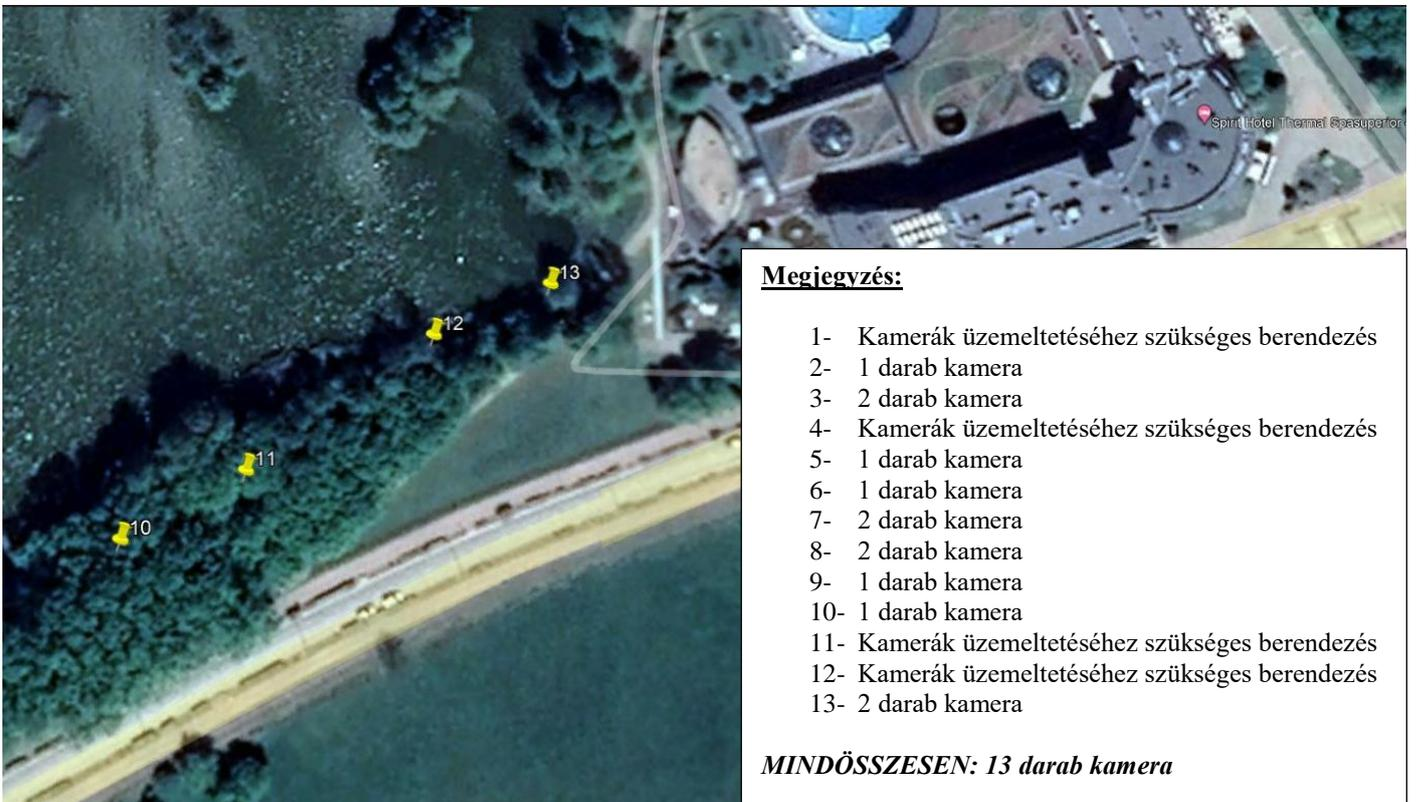 Spirit Hotel Thermal Spasuperior
13
12
11
10
Megjegyzés:
1- Kamerák üzemeltetéséhez szükséges berendezés
2- 1 darab kamera
3- 2 darab kamera
4- Kamerák üzemeltetéséhez szükséges berendezés
5- 1 darab kamera
6- 1 darab kamera
7- 2 darab kamera
8- 2 darab kamera
9- 1 darab kamera
10- 1 darab kamera
11- Kamerák üzemeltetéséhez szükséges berendezés
12- Kamerák üzemeltetéséhez szükséges berendezés
13- 2 darab kamera
MINDÖSSZESEN: 13 darab kamera